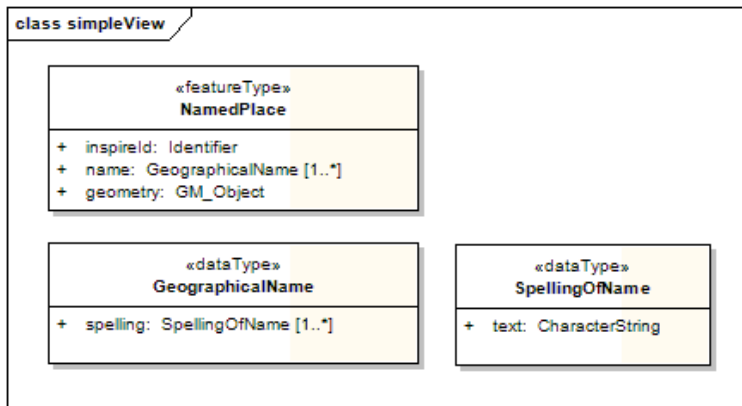 class simpleView
«featureType»
NamedPlace
+ inspireId: Identifier
+ name: GeographicalName [1..*]
+ geometry: GM_Object
«dataType»
GeographicalName
+ spelling: SpellingOfName [1..*]
«dataType»
SpellingOfName
+ text: CharacterString